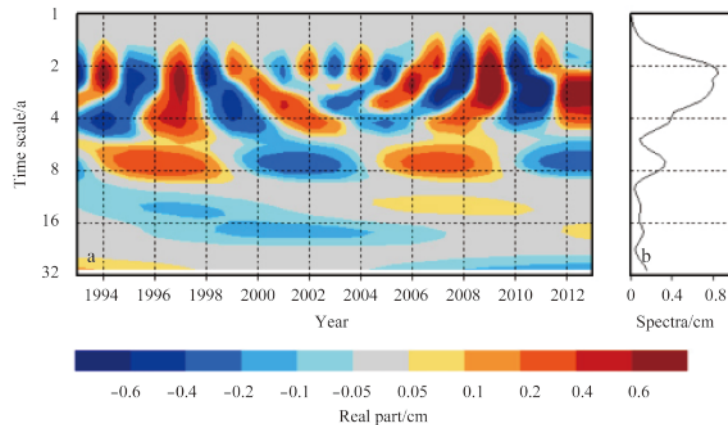 1
2
4
8
16
32
Time scale/a
a
1994 1996 1998 2000 2002 2004 2006 2008 2010 2012
Year
b
0 0.4 0.8
Spectra/cm
−0.6 −0.4 −0.2 −0.1 −0.05 0.05 0.1 0.2 0.4 0.6
Real part/cm